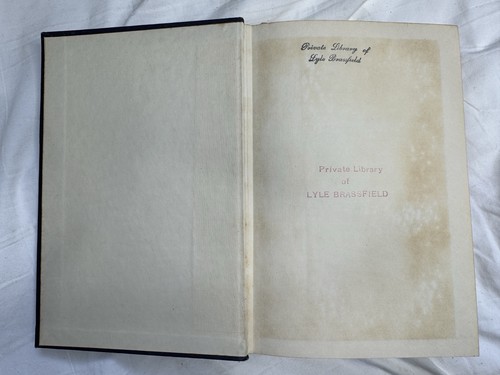 Private Library of
Lyle Brassfield
Private Library
of
LYLE BRASSFIELD